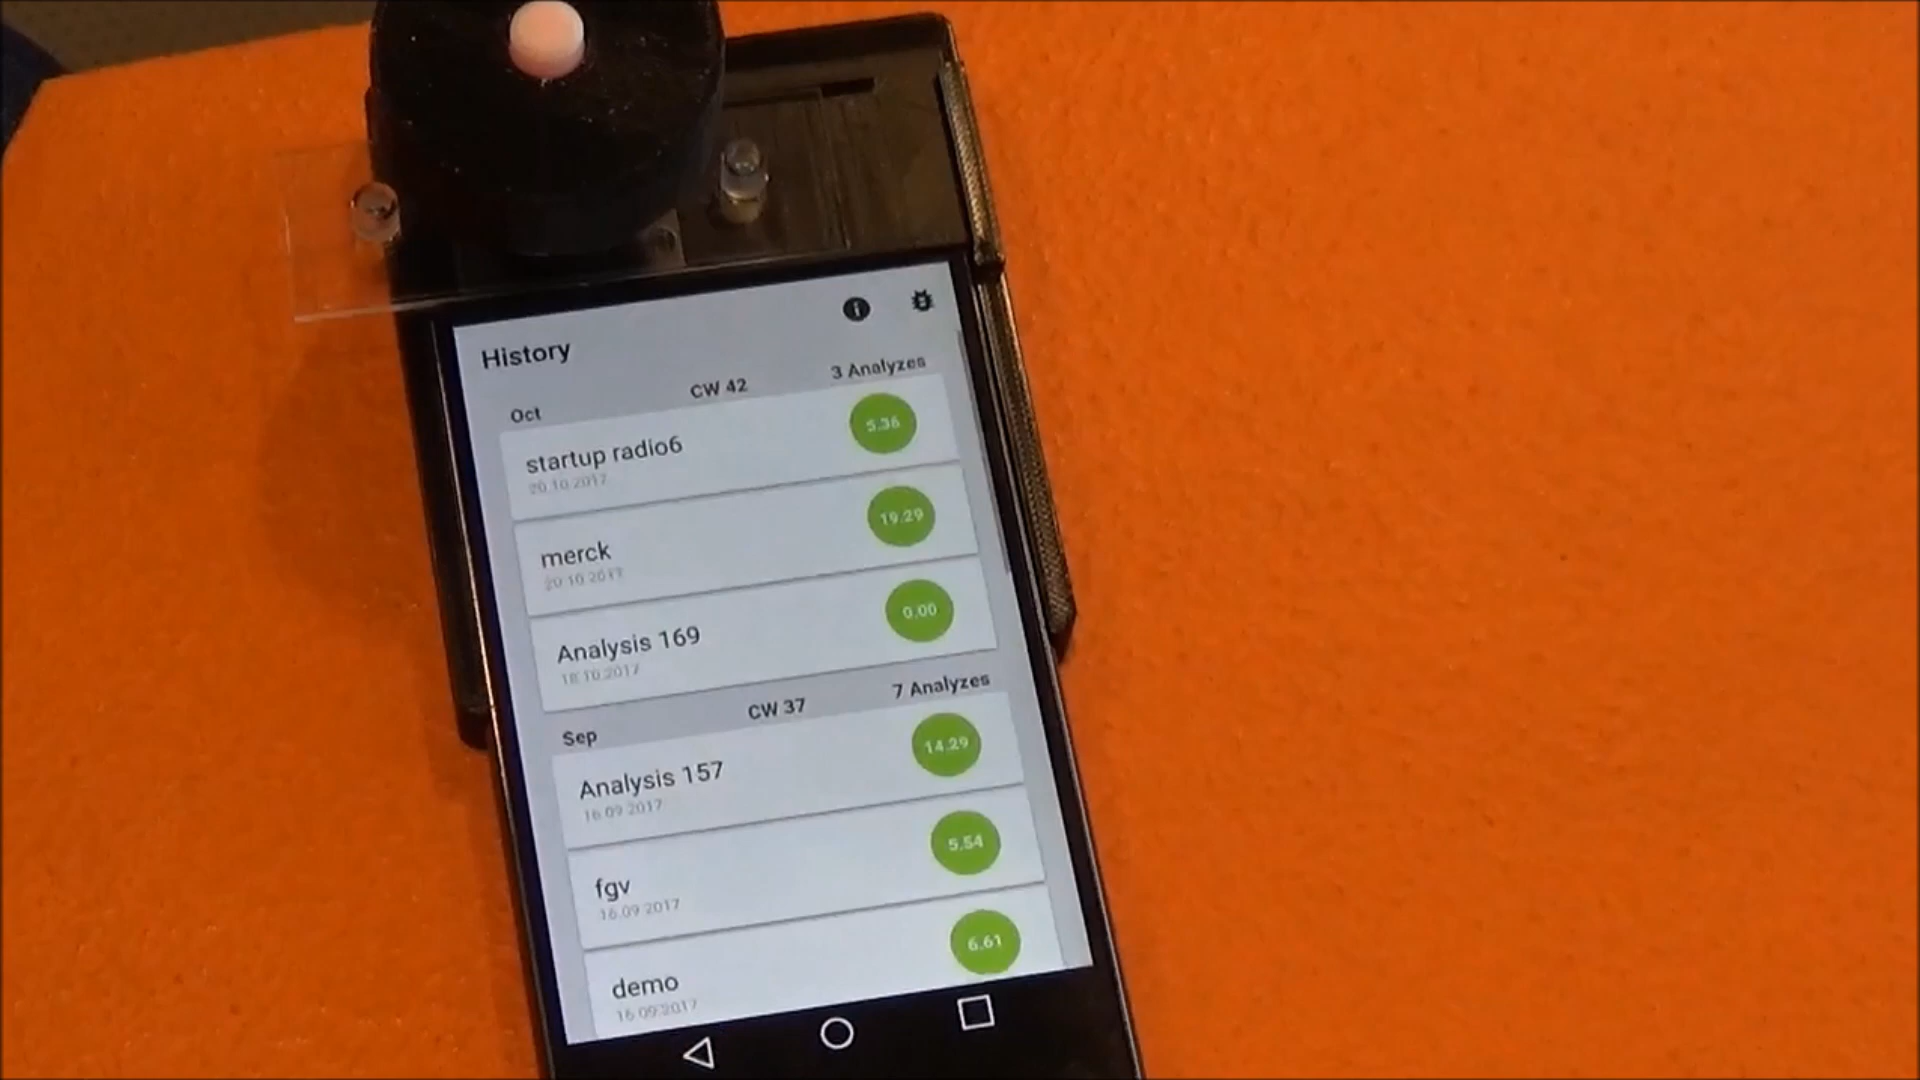 History
Oct CW 42 3 Analyzes
startup radio6 5.36
20.10.2017
merck 19.29
20.10.2017
Analysis 169 0.00
18.10.2017
Sep CW 37 7 Analyzes
Analysis 157 14.29
16.09.2017
fgv 5.54
16.09.2017
demo 6.61
16.09.2017